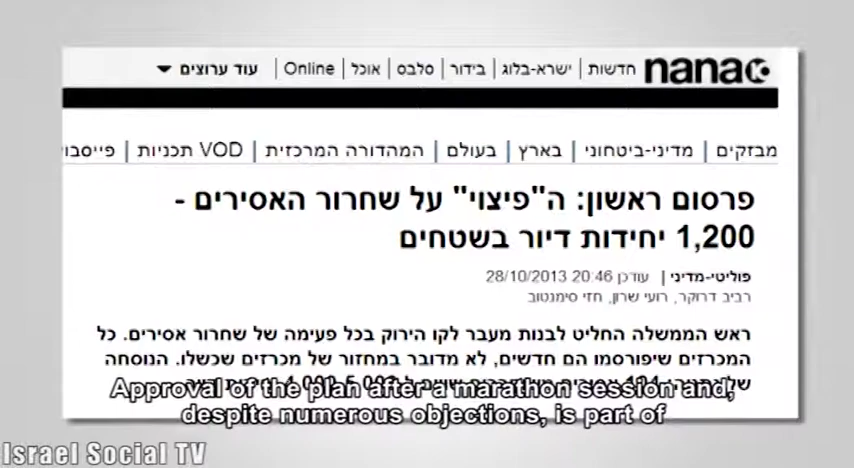 nana10
חדשות | ישרא-בלוג | בידור | סלבס | אוכל | Online | עוד ערוצים
מבזקים | מדיני-ביטחוני | בארץ | בעולם | המהדורה המרכזית | VOD תכניות | פייסבו
פרסום ראשון: ה"פיצוי" על שחרור האסירים -
1,200 יחידות דיור בשטחים
פוליטי-מדיני | עודכן 20:46 28/10/2013
רביב דרוקר, רועי שרון, חזי סימנטוב
ראש הממשלה החליט לבנות מעבר לקו הירוק בכל פעימה של שחרור אסירים. כל
המכרזים שיפורסמו הם חדשים, לא מדובר במחזור של מכרזים שכשלו. הנוסחה
Approval of the plan after a marathon session and,
despite numerous objections, is part of
Israel Social TV